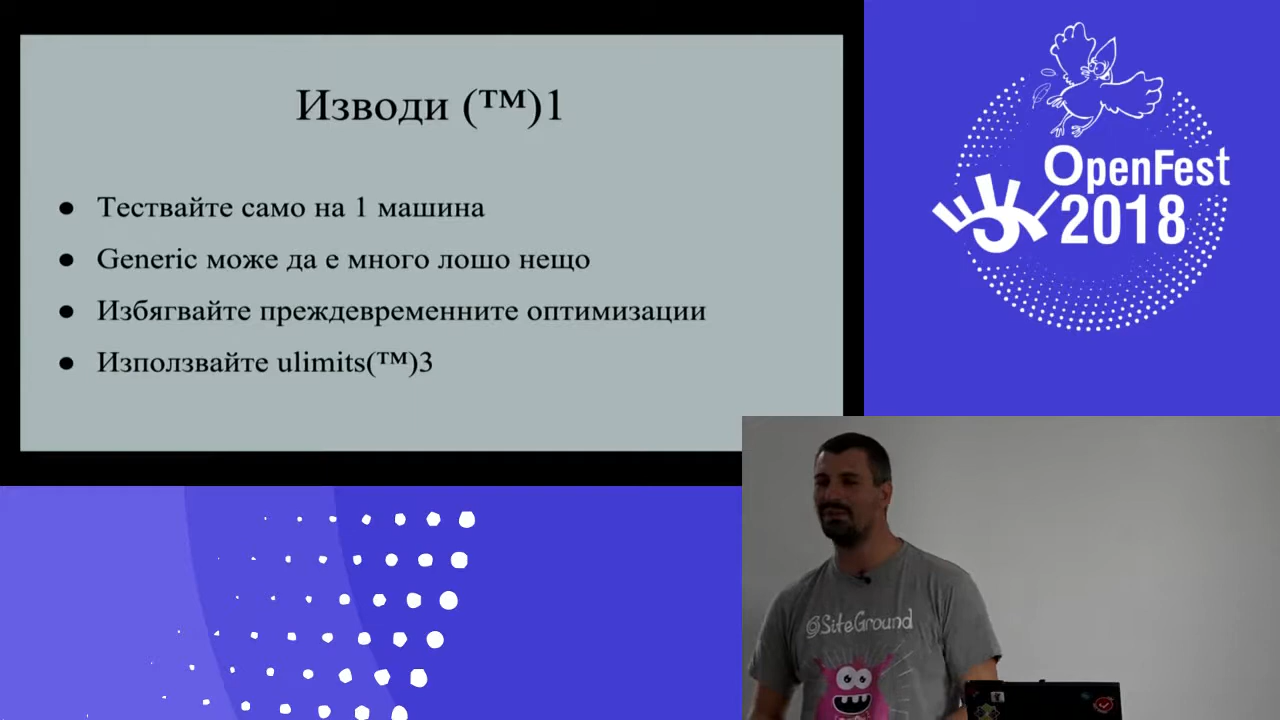 Изводи (™)1
● Тествайте само на 1 машина
● Generic може да е много лошо нещо
● Избягвайте преждевременните оптимизации
● Използвайте ulimits(™)3
OpenFest
2018
@SiteGround